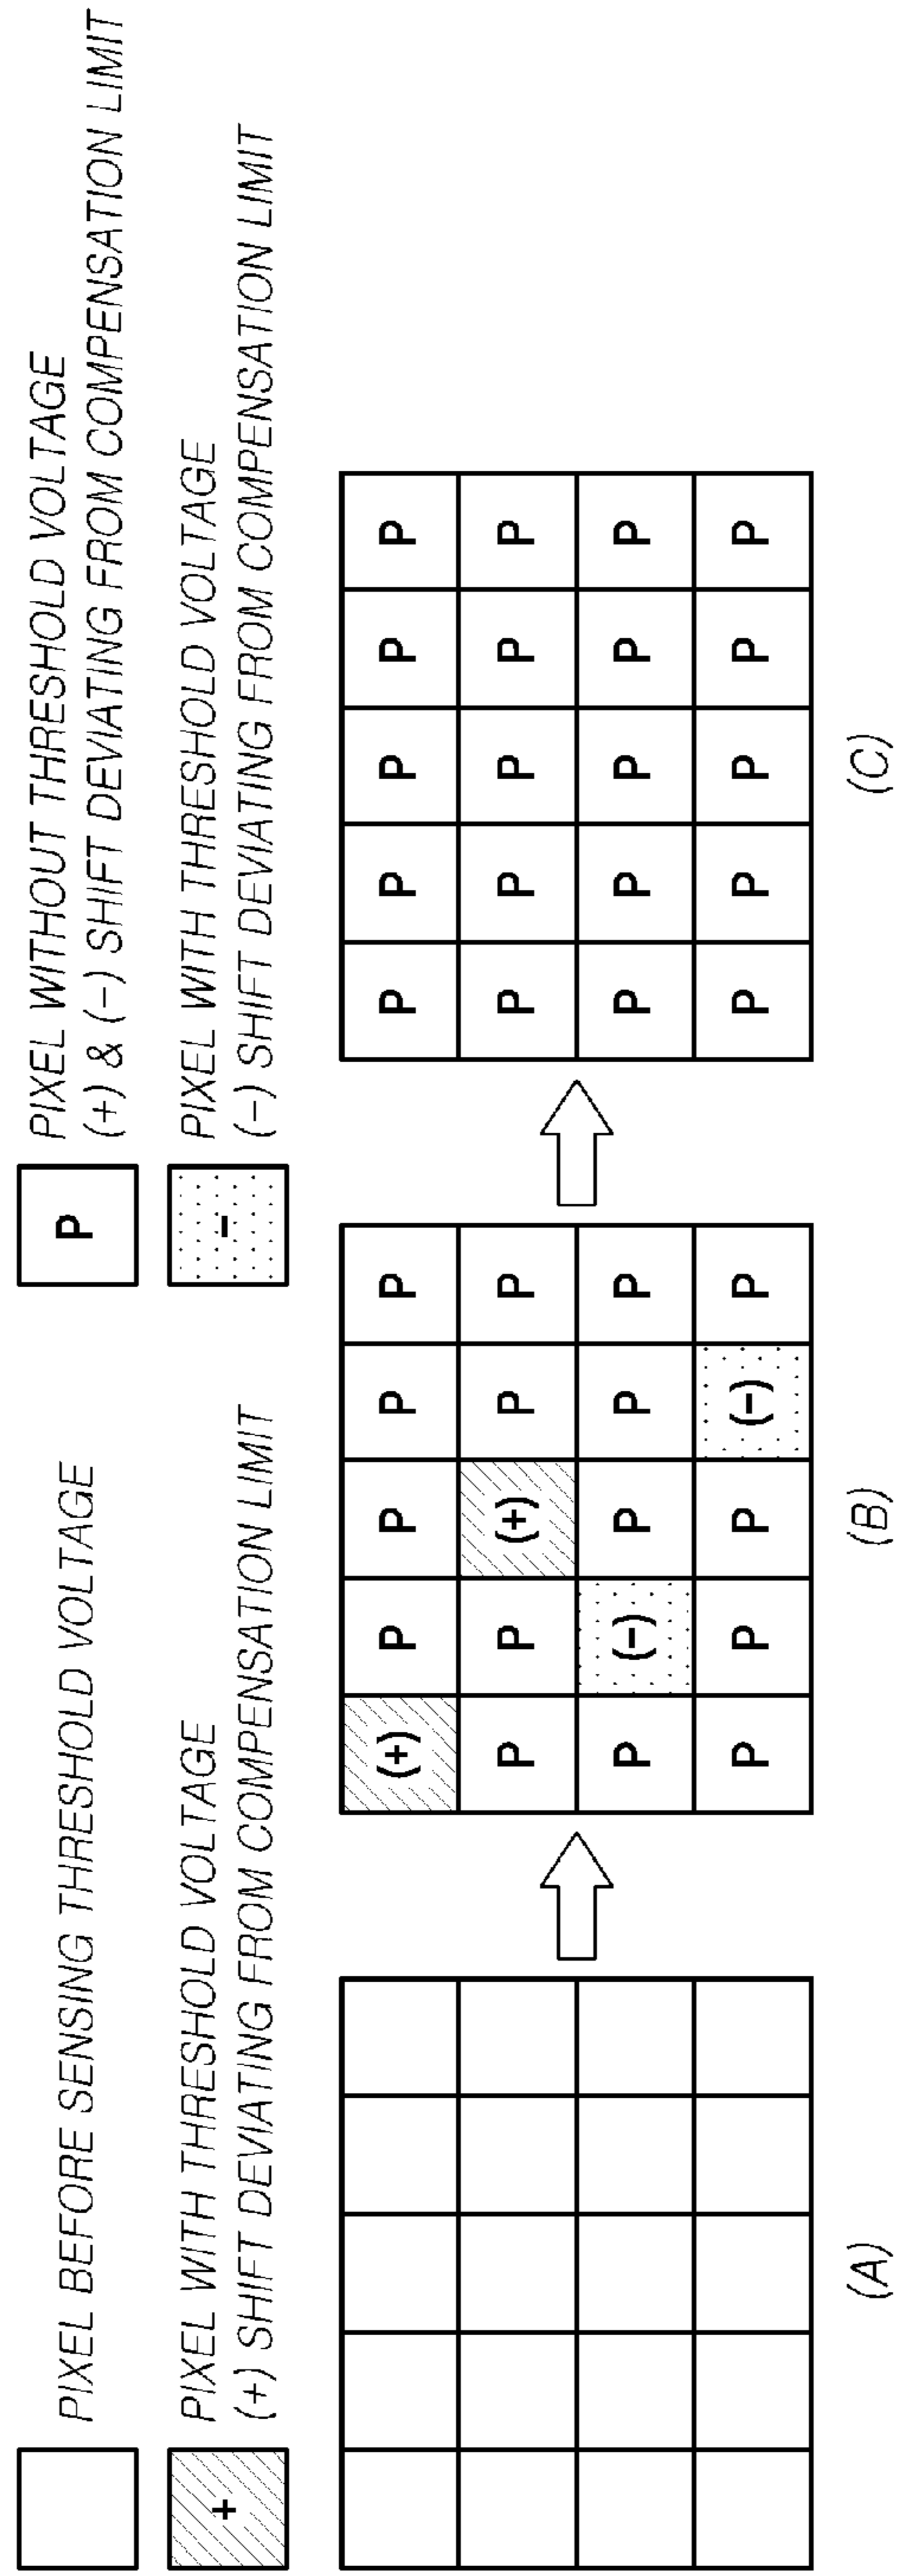 PIXEL BEFORE SENSING THRESHOLD VOLTAGE
P
PIXEL WITHOUT THRESHOLD VOLTAGE
(+) & (-) SHIFT DEVIATING FROM COMPENSATION LIMIT
+
PIXEL WITH THRESHOLD VOLTAGE
(+) SHIFT DEVIATING FROM COMPENSATION LIMIT
-
PIXEL WITH THRESHOLD VOLTAGE
(-) SHIFT DEVIATING FROM COMPENSATION LIMIT
(A)
(+) P P P P
P P (+) P P
P (-) P P P
P P P (-) P
(B)
P P P P P
P P P P P
P P P P P
P P P P P
(C)